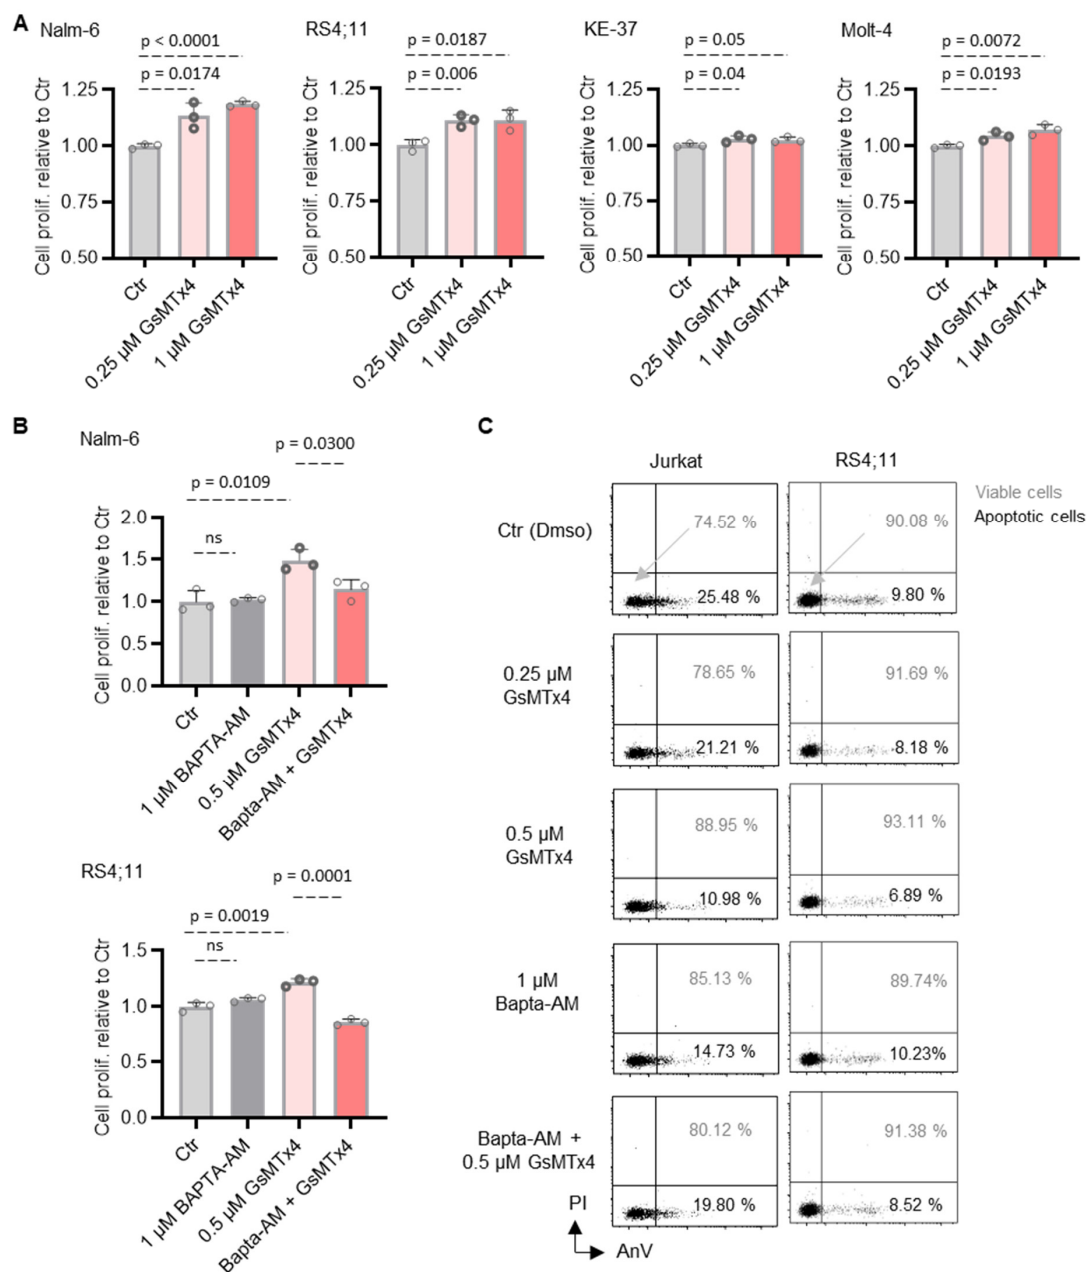 A
Nalm-6
p < 0.0001
p = 0.0174
Cell prolif. relative to Ctr
1.25
1.00
0.75
0.50
Ctr
0.25 µM GsMTx4
1 µM GsMTx4
RS4;11
p = 0.0187
p = 0.006
Cell prolif. relative to Ctr
1.25
1.00
0.75
0.50
Ctr
0.25 µM GsMTx4
1 µM GsMTx4
KE-37
p = 0.05
p = 0.04
Cell prolif. relative to Ctr
1.25
1.00
0.75
0.50
Ctr
0.25 µM GsMTx4
1 µM GsMTx4
Molt-4
p = 0.0072
p = 0.0193
Cell prolif. relative to Ctr
1.25
1.00
0.75
0.50
Ctr
0.25 µM GsMTx4
1 µM GsMTx4
B
Nalm-6
p = 0.0300
p = 0.0109
ns
Cell prolif. relative to Ctr
2.0
1.5
1.0
0.5
0.0
Ctr
1 µM BAPTA-AM
0.5 µM GsMTx4
Bapta-AM + GsMTx4
RS4;11
p = 0.0001
p = 0.0019
ns
Cell prolif. relative to Ctr
1.5
1.0
0.5
0.0
Ctr
1 µM BAPTA-AM
0.5 µM GsMTx4
Bapta-AM + GsMTx4
C
Jurkat
RS4;11
Viable cells
Apoptotic cells
Ctr (Dmso)
74.52 %
25.48 %
90.08 %
9.80 %
0.25 µM
GsMTx4
78.65 %
21.21 %
91.69 %
8.18 %
0.5 µM
GsMTx4
88.95 %
10.98 %
93.11 %
6.89 %
1 µM
Bapta-AM
85.13 %
14.73 %
89.74%
10.23%
Bapta-AM +
0.5 µM GsMTx4
80.12 %
19.80 %
91.38 %
8.52 %
PI
AnV